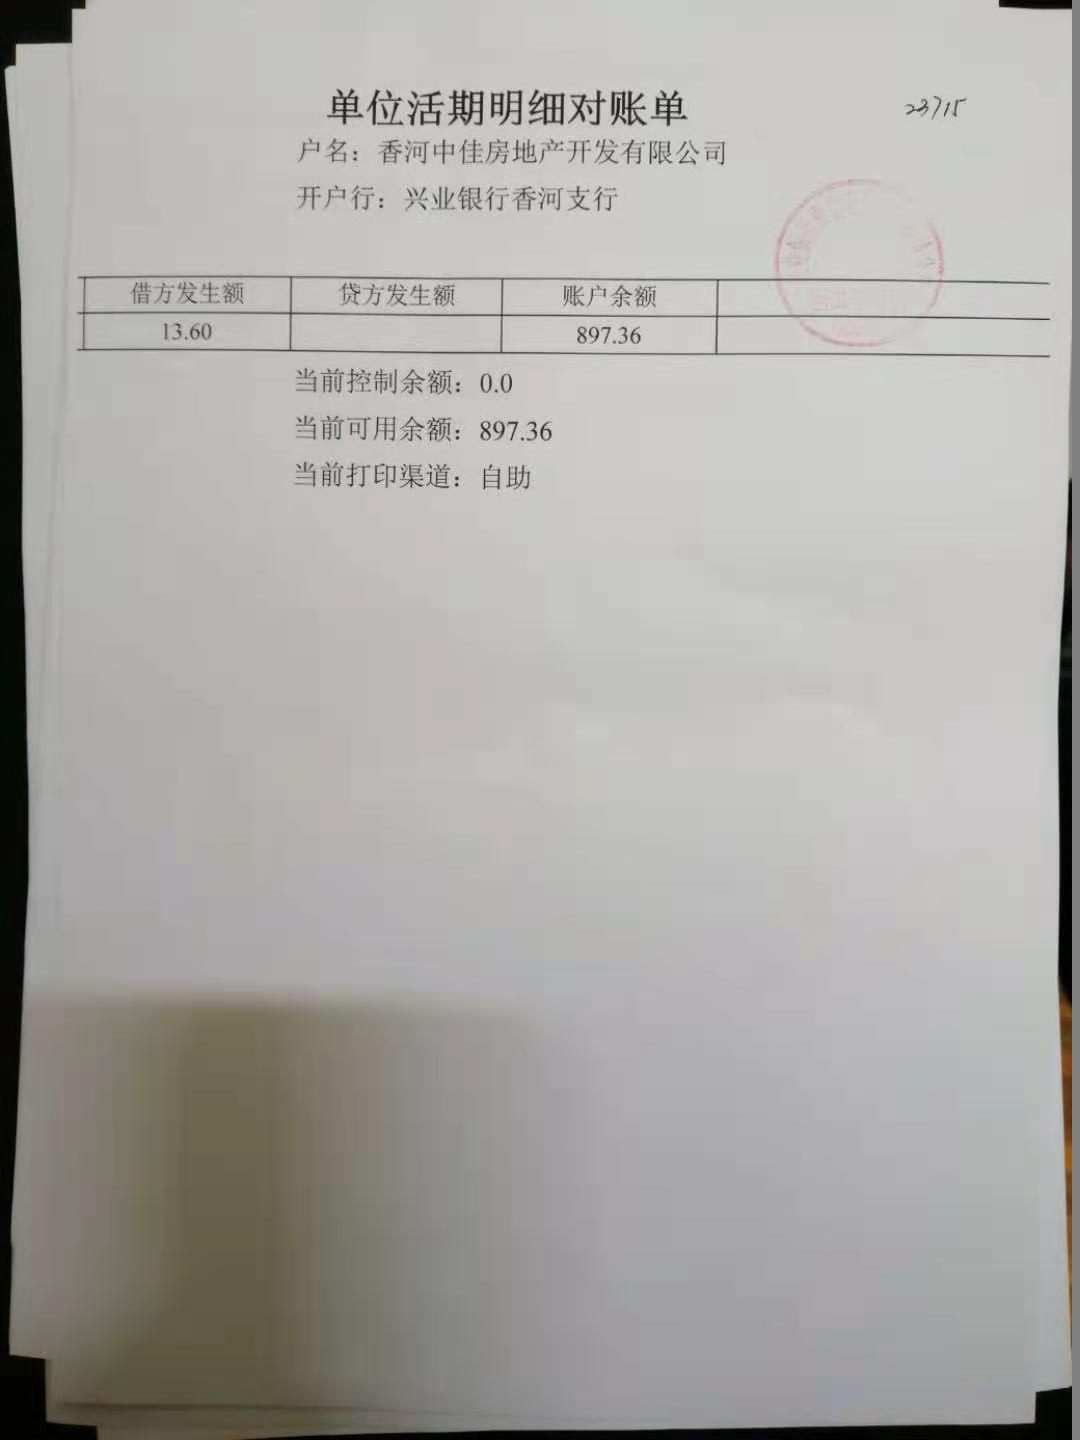 单位活期明细对账单
23715
户名：香河中佳房地产开发有限公司
开户行：兴业银行香河支行
借方发生额 贷方发生额 账户余额
13.60 897.36
当前控制余额：0.0
当前可用余额：897.36
当前打印渠道：自助